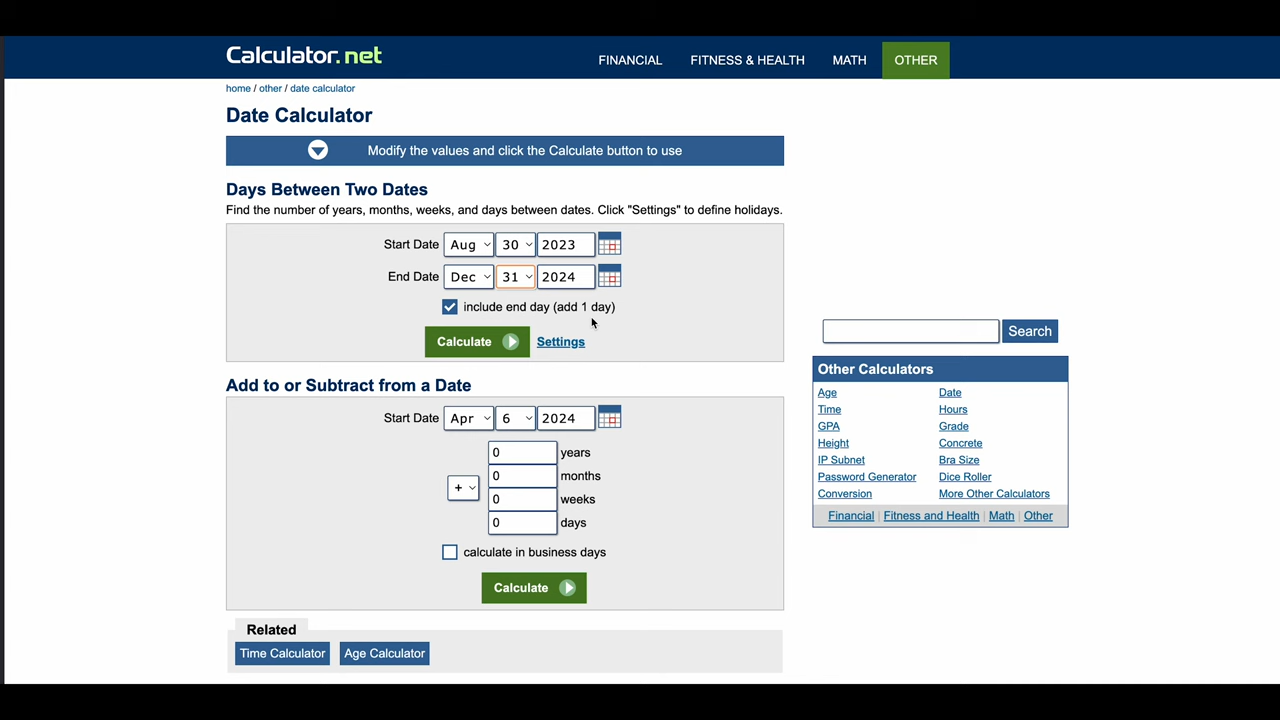 Calculator.net
FINANCIAL FITNESS & HEALTH MATH OTHER
home / other / date calculator
Date Calculator
Modify the values and click the Calculate button to use
Days Between Two Dates
Find the number of years, months, weeks, and days between dates. Click "Settings" to define holidays.
Start Date Aug 30 2023
End Date Dec 31 2024
include end day (add 1 day)
Calculate Settings
Add to or Subtract from a Date
Start Date Apr 6 2024
0 years
0 months
+
0 weeks
0 days
calculate in business days
Calculate
Related
Time Calculator Age Calculator
Search
Other Calculators
Age Date
Time Hours
GPA Grade
Height Concrete
IP Subnet Bra Size
Password Generator Dice Roller
Conversion More Other Calculators
Financial | Fitness and Health | Math | Other